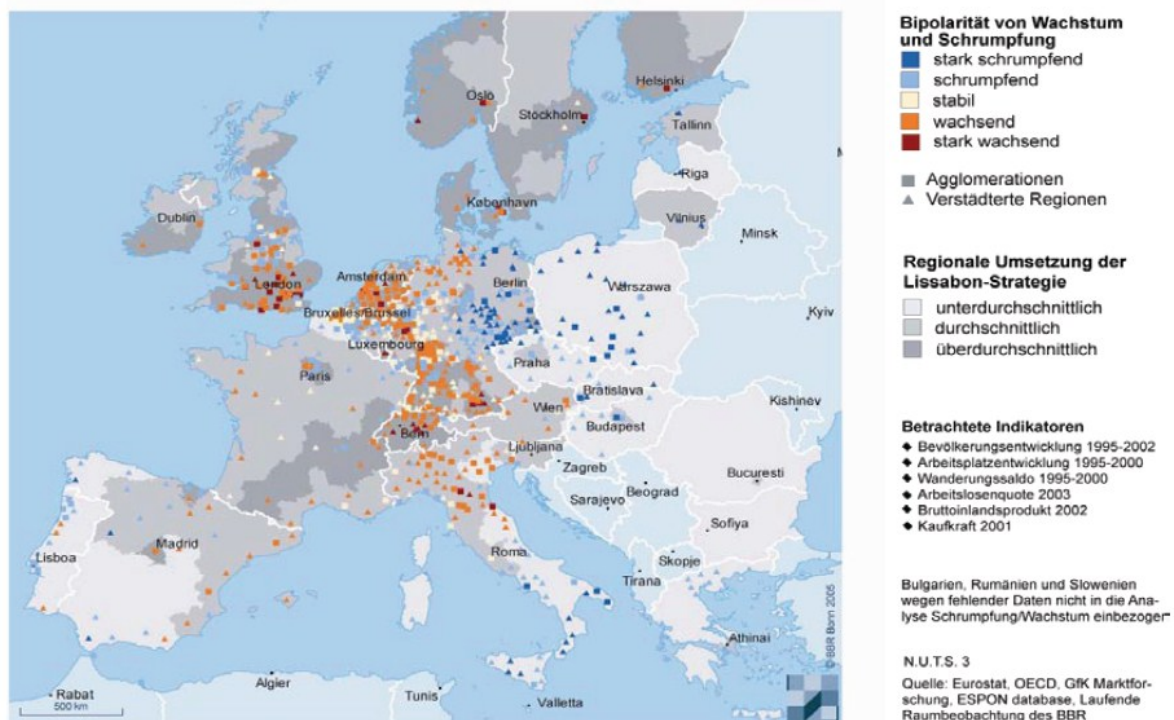 Helsinki
Oslo
Stockholm
Tallinn
Riga
København
Vilnius
Dublin
Minsk
Amsterdam
Berlin
London
Warszawa
Bruxelles/Brussel
Kyiv
Luxembourg
Praha
Paris
Bratislava
Kishinev
Wien
Bern
Budapest
Ljubljana
Zagreb
Bucuresti
Beograd
Sarajevo
Sofiya
Madrid
Roma
Lisboa
Skopje
Tirana
Athinai
Algier
Tunis
Rabat
Valletta
500 km
© BBR Bonn 2005
Bipolarität von Wachstum
und Schrumpfung
stark schrumpfend
schrumpfend
stabil
wachsend
stark wachsend
Agglomerationen
Verstädterte Regionen
Regionale Umsetzung der
Lissabon-Strategie
unterdurchschnittlich
durchschnittlich
überdurchschnittlich
Betrachtete Indikatoren
Bevölkerungsentwicklung 1995-2002
Arbeitsplatzentwicklung 1995-2000
Wanderungssaldo 1995-2000
Arbeitslosenquote 2003
Bruttoinlandsprodukt 2002
Kaufkraft 2001
Bulgarien, Rumänien und Slowenien
wegen fehlender Daten nicht in die Ana-
lyse Schrumpfung/Wachstum einbezogen
N.U.T.S. 3
Quelle: Eurostat, OECD, GfK Marktfor-
schung, ESPON database, Laufende
Raumbeobachtung des BBR